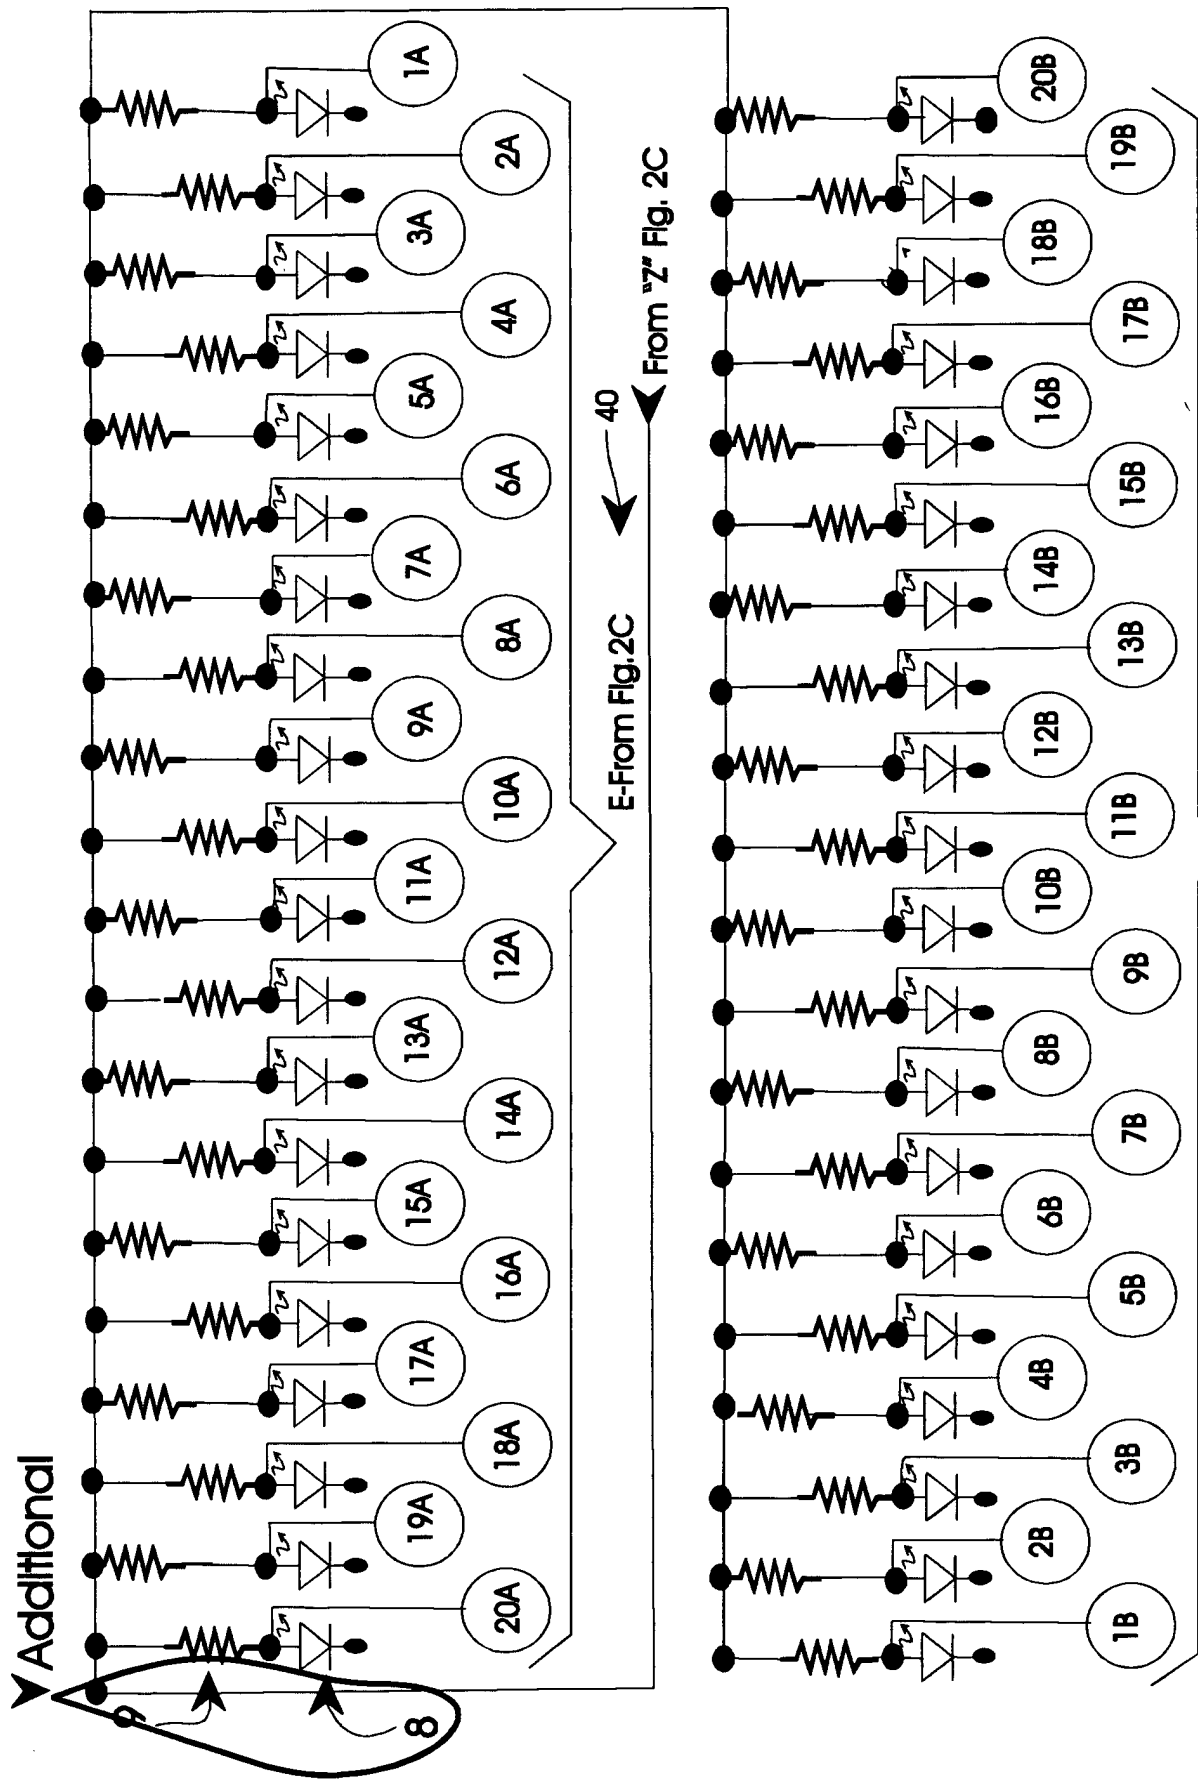 Additional
9
8
20A
19A
18A
17A
16A
15A
14A
13A
12A
11A
10A
9A
8A
7A
6A
5A
4A
3A
2A
1A
E-From Fig.2C
40
From "Z" Fig. 2C
1B
2B
3B
4B
5B
6B
7B
8B
9B
10B
11B
12B
13B
14B
15B
16B
17B
18B
19B
20B